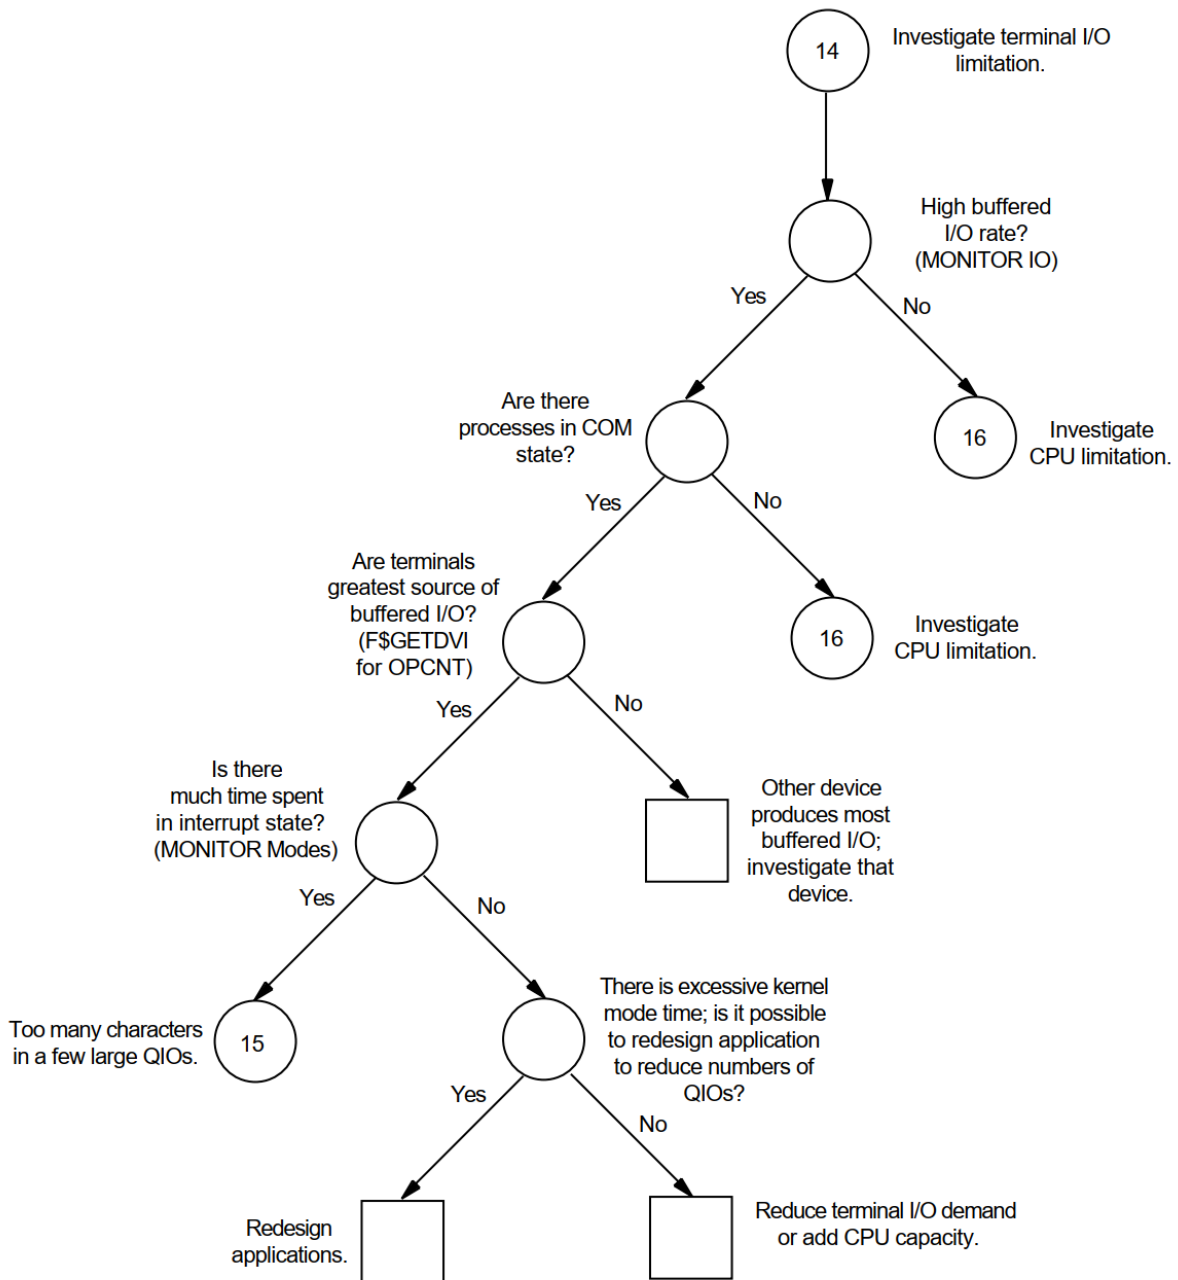 14
Investigate terminal I/O
limitation.
High buffered
I/O rate?
(MONITOR IO)
Yes
No
Are there
processes in COM
state?
16
Investigate
CPU limitation.
Yes
No
Are terminals
greatest source of
buffered I/O?
(F$GETDVI
for OPCNT)
16
Investigate
CPU limitation.
Yes
No
Is there
much time spent
in interrupt state?
(MONITOR Modes)
Other device
produces most
buffered I/O;
investigate that
device.
Yes
No
Too many characters
in a few large QIOs.
15
There is excessive kernel
mode time; is it possible
to redesign application
to reduce numbers of
QIOs?
Yes
No
Redesign
applications.
Reduce terminal I/O demand
or add CPU capacity.